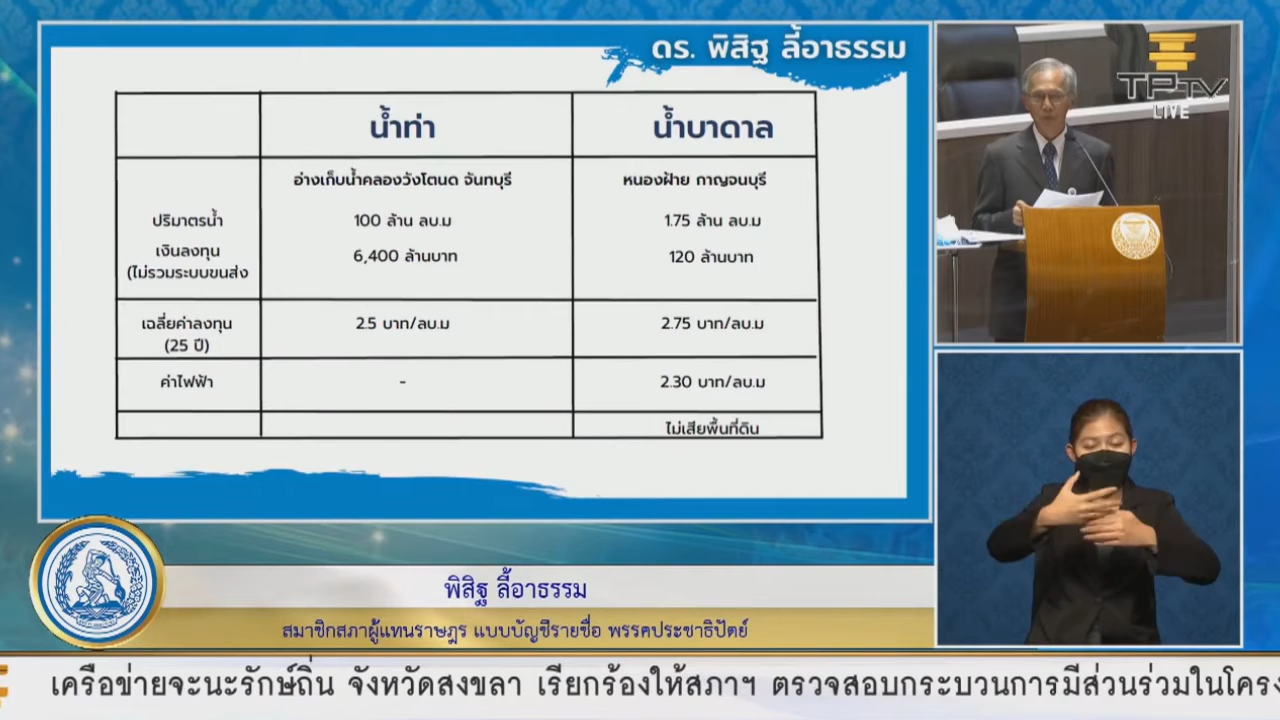 ดร. พิสิฐ ลี้อาธรรม
TPTV
LIVE
น้ำท่า น้ำบาดาล
อ่างเก็บน้ำคลองวังโตนด จันทบุรี หนองฝ้าย กาญจนบุรี
ปริมาตรน้ำ 100 ล้าน ลบ.ม 1.75 ล้าน ลบ.ม
เงินลงทุน 6,400 ล้านบาท 120 ล้านบาท
(ไม่รวมระบบขนส่ง
เฉลี่ยค่าลงทุน 2.5 บาท/ลบ.ม 2.75 บาท/ลบ.ม
(25 ปี)
ค่าไฟฟ้า - 2.30 บาท/ลบ.ม
ไม่เสียพื้นที่ดิน
พิสิฐ ลี้อาธรรม
สมาชิกสภาผู้แทนราษฎร แบบบัญชีรายชื่อ พรรคประชาธิปัตย์
เครือข่ายจะนะรักษ์ถิ่น จังหวัดสงขลา เรียกร้องให้สภาฯ ตรวจสอบกระบวนการมีส่วนร่วมในโครง